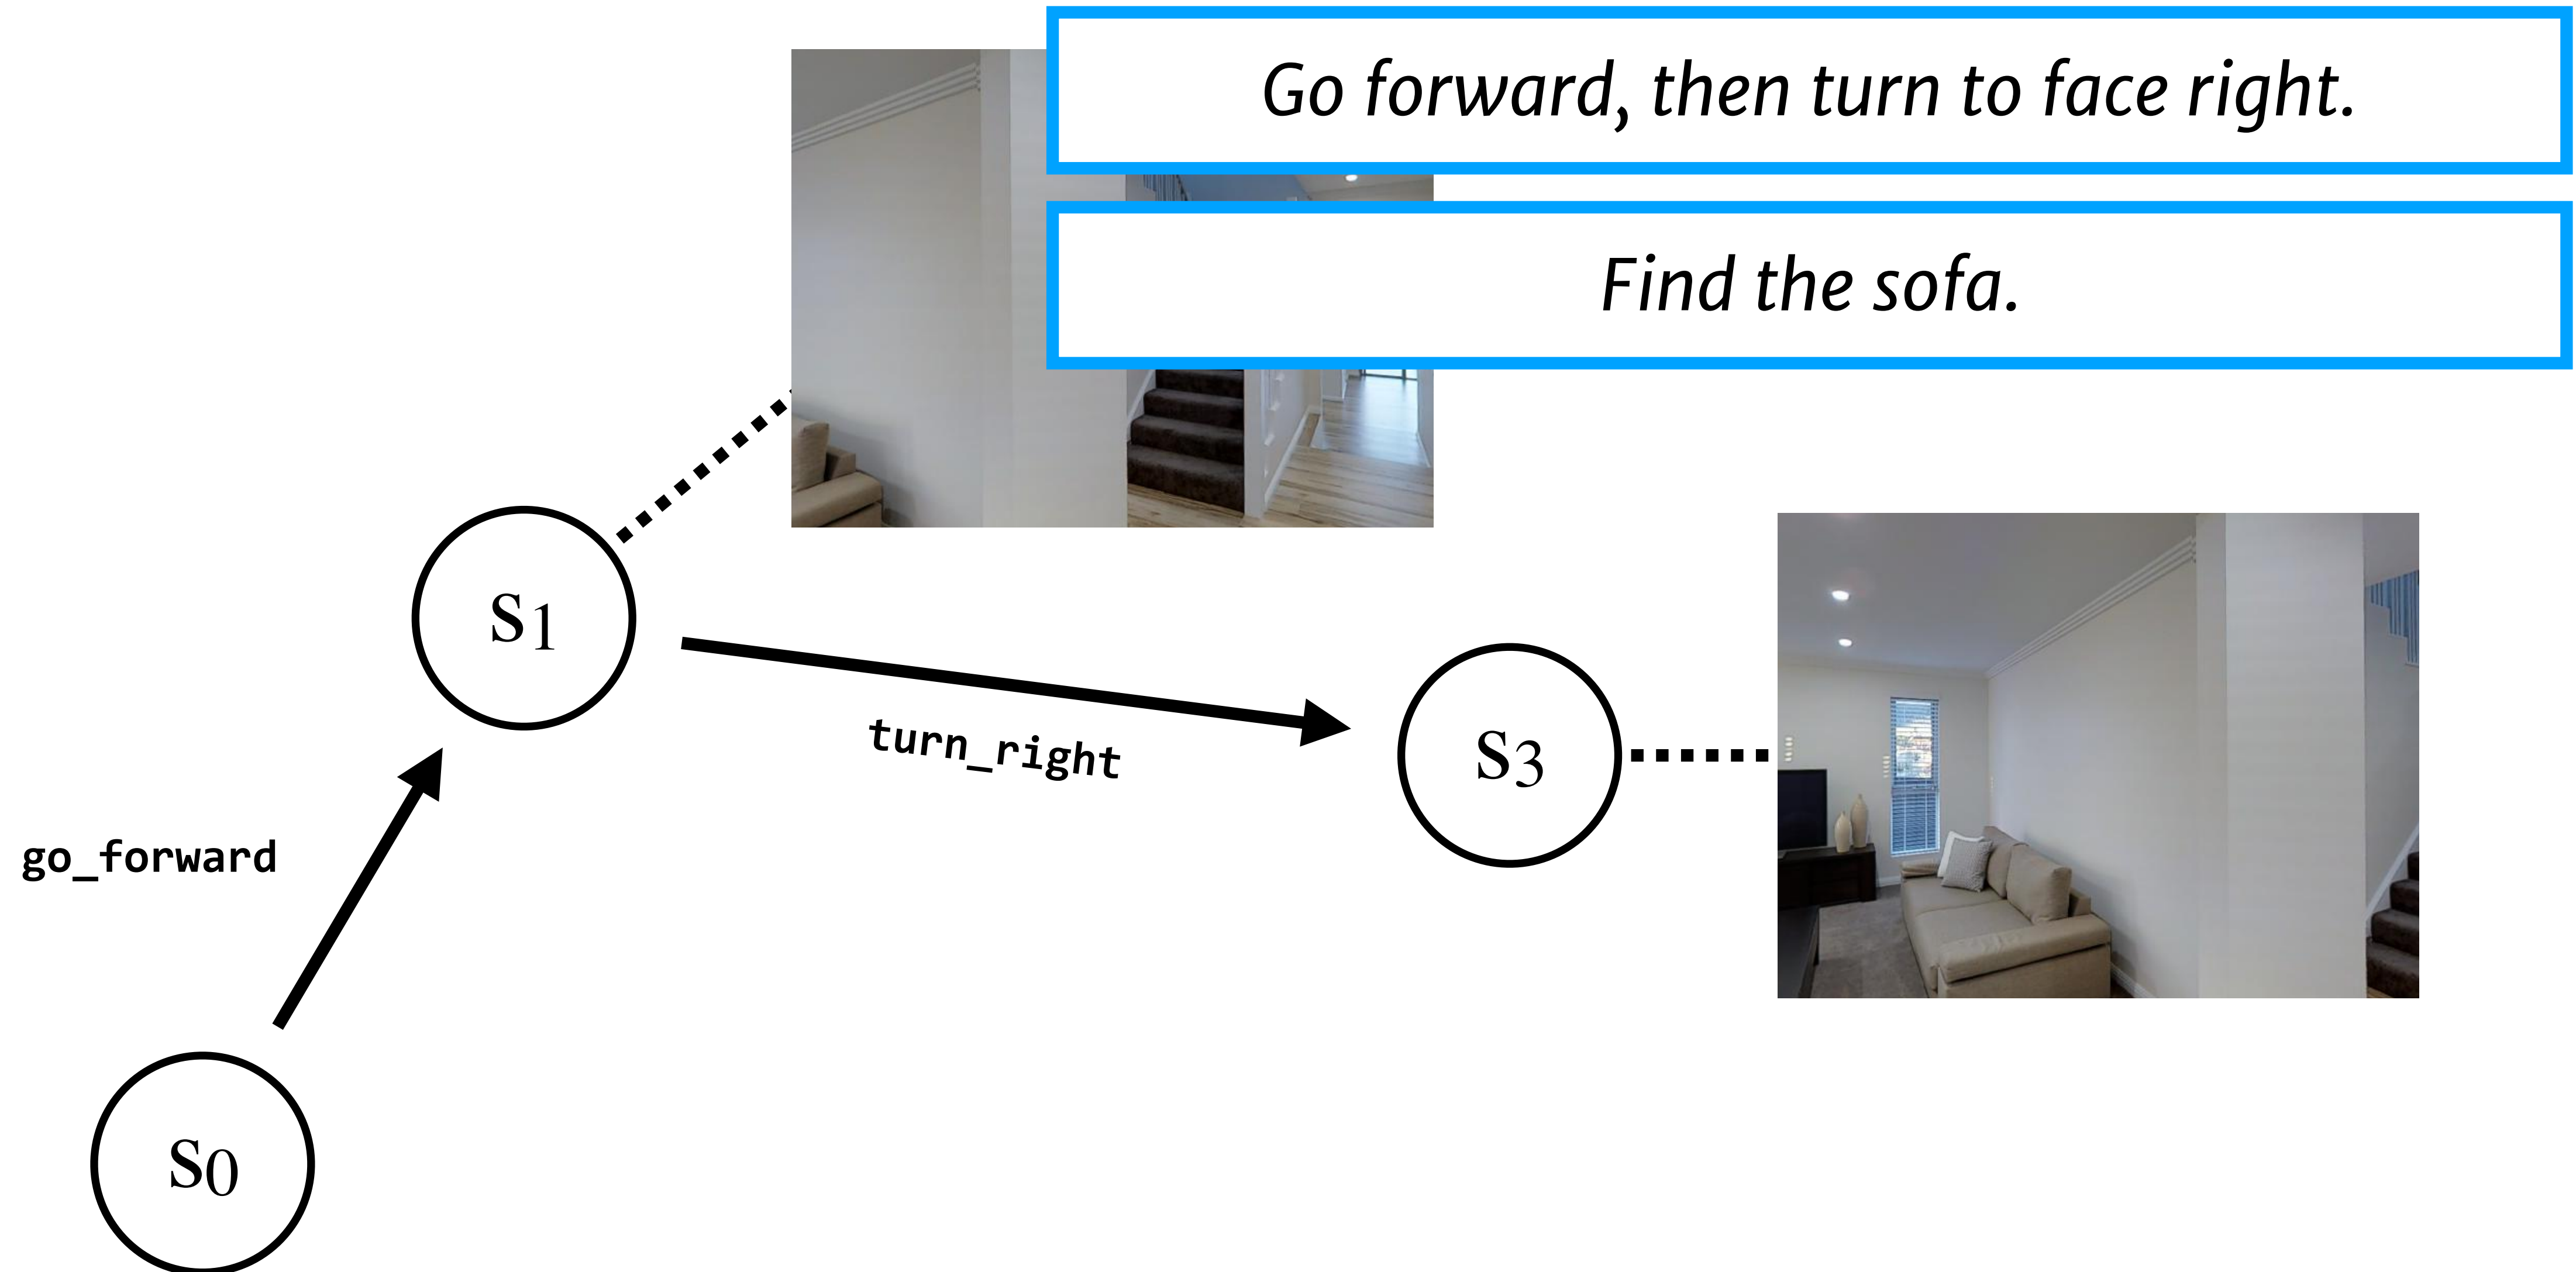 Go forward, then turn to face right.
Find the sofa.
s1
turn_right
s3
go_forward
s0